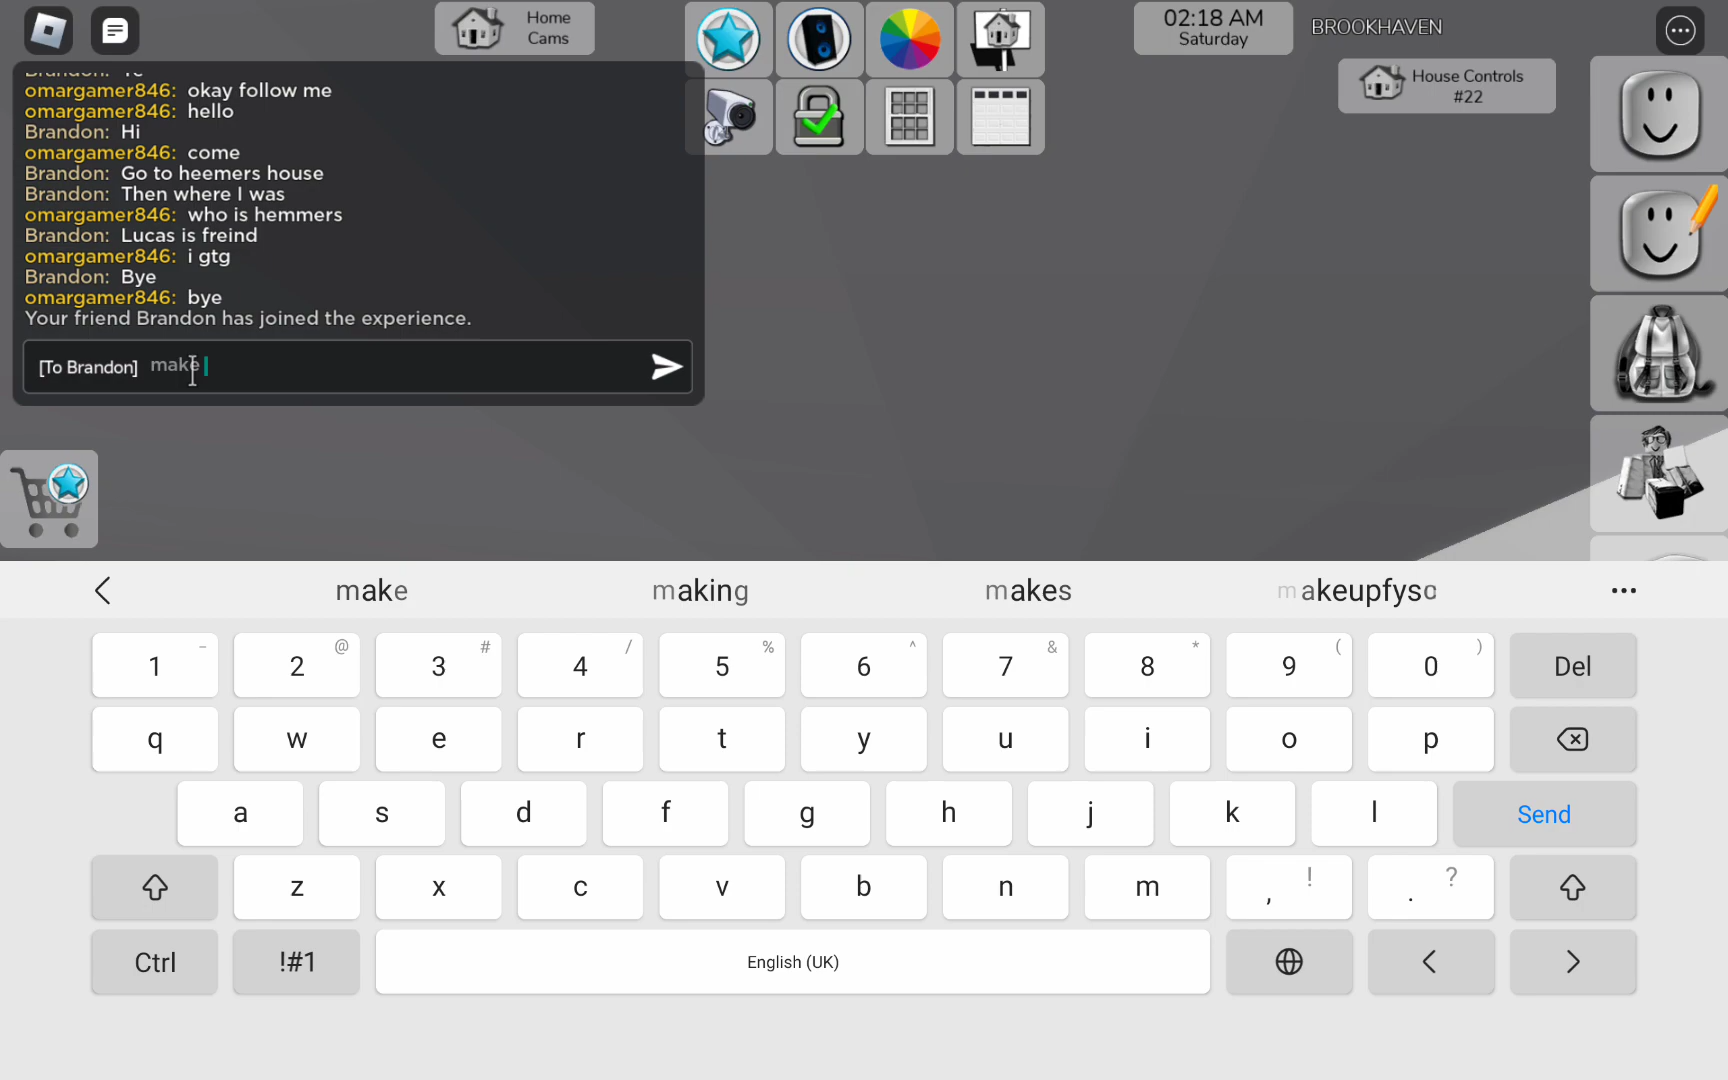 Home
Cams
02:18 AM
Saturday
BROOKHAVEN
House Controls
#22
omargamer846: okay follow me
omargamer846: hello
Brandon: Hi
omargamer846: come
Brandon: Go to heemers house
Brandon: Then where I was
omargamer846: who is hemmers
Brandon: Lucas is freind
omargamer846: i gtg
Brandon: Bye
omargamer846: bye
Your friend Brandon has joined the experience.
[To Brandon] make
make making makes makeupfyso
1 - 2 @ 3 # 4 / 5 % 6 ^ 7 & 8 * 9 ( 0 ) Del
q w e r t y u i o p
a s d f g h j k l Send
z x c v b n m , ! . ?
Ctrl !#1 English (UK) < >